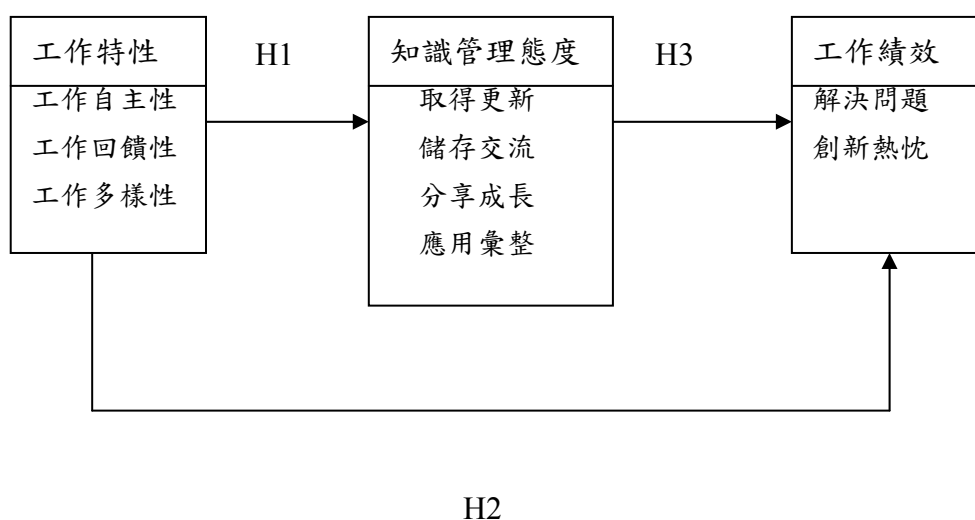 工作特性
工作自主性
工作回饋性
工作多樣性
H1
知識管理態度
取得更新
儲存交流
分享成長
應用彙整
H3
工作績效
解決問題
創新熱忱
H2